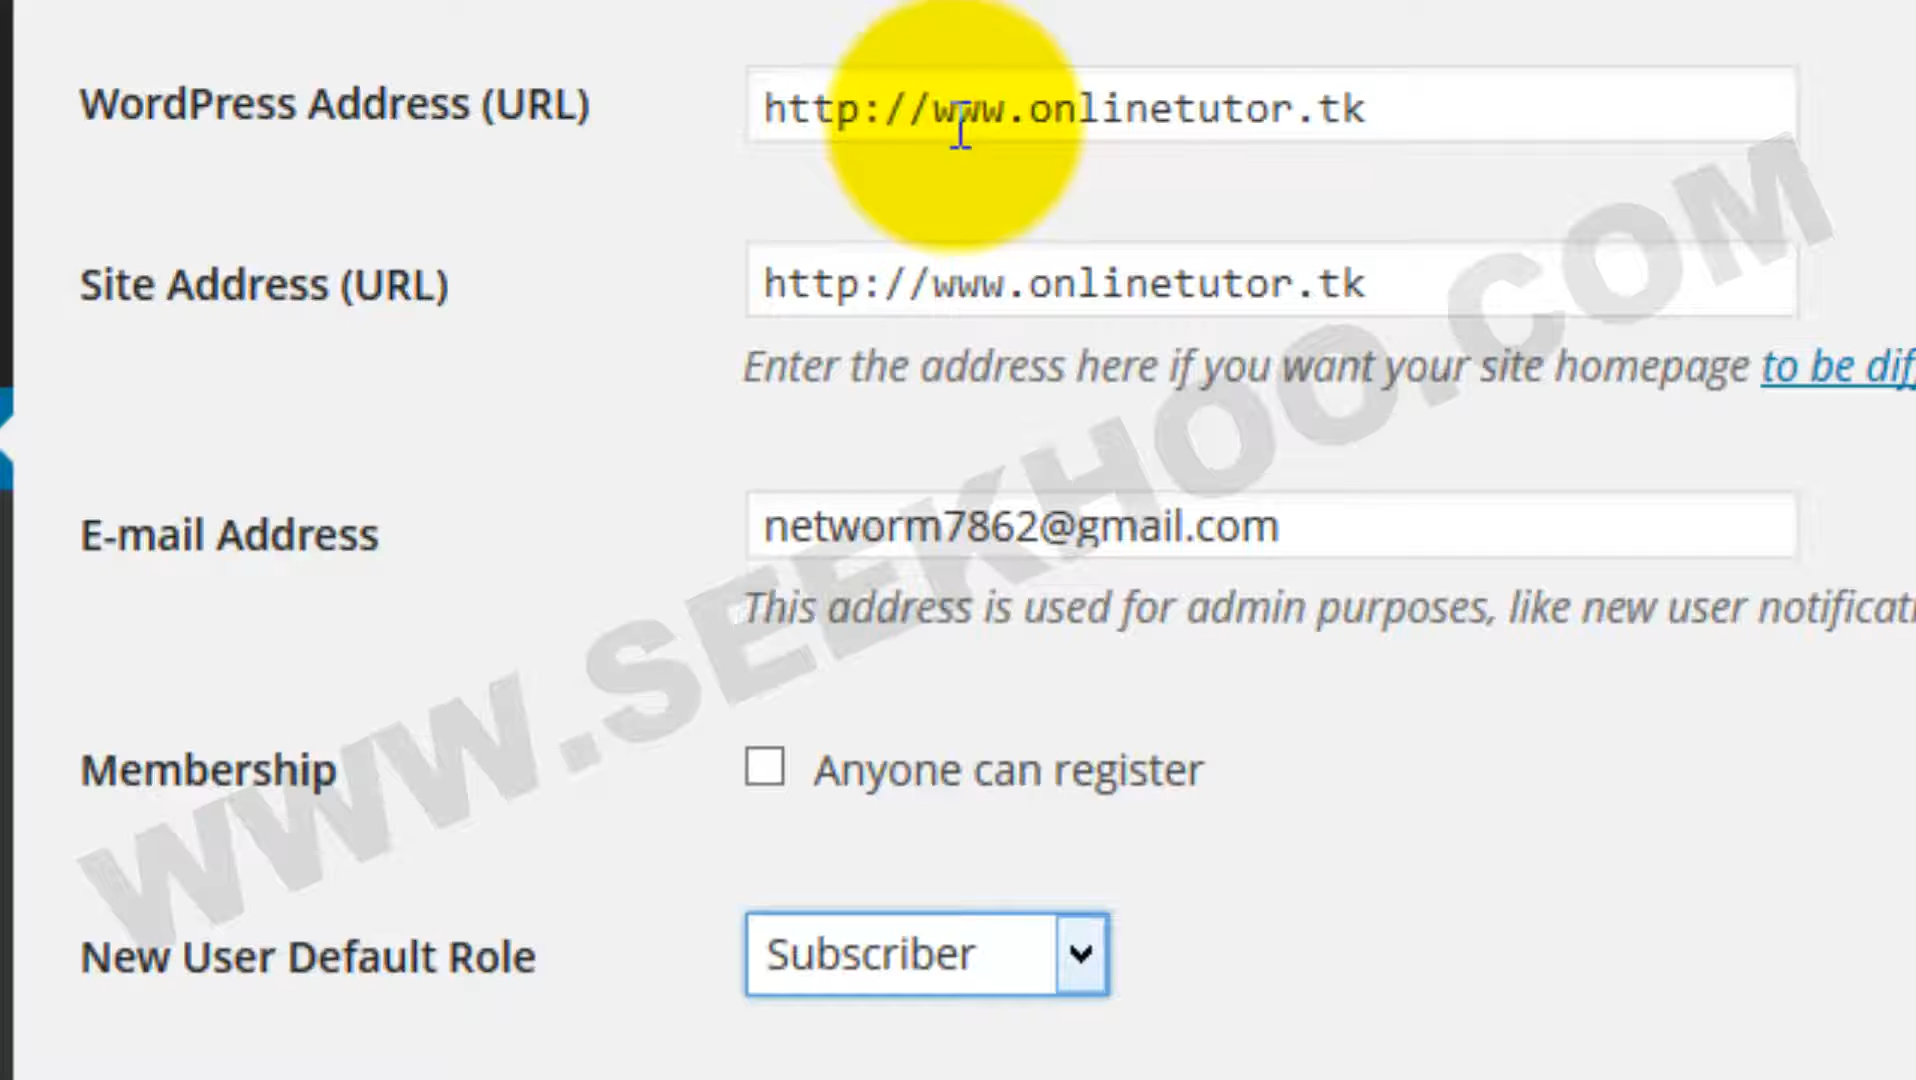 WordPress Address (URL) http://www.onlinetutor.tk
Site Address (URL) http://www.onlinetutor.tk
Enter the address here if you want your site homepage to be
E-mail Address networm7862@gmail.com
This address is used for admin purposes, like new user
Membership Anyone can register
New User Default Role Subscriber
WWW.SEEKHOO.COM